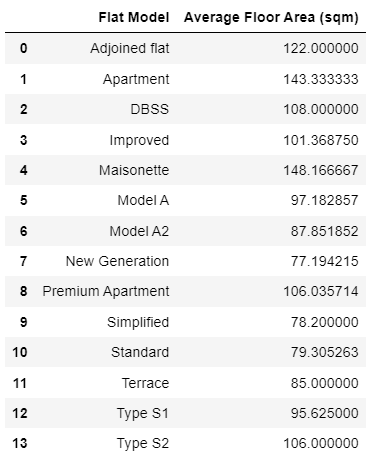 Flat Model Average Floor Area (sqm)
0 Adjoined flat 122.000000
1 Apartment 143.333333
2 DBSS 108.000000
3 Improved 101.368750
4 Maisonette 148.166667
5 Model A 97.182857
6 Model A2 87.851852
7 New Generation 77.194215
8 Premium Apartment 106.035714
9 Simplified 78.200000
10 Standard 79.305263
11 Terrace 85.000000
12 Type S1 95.625000
13 Type S2 106.000000